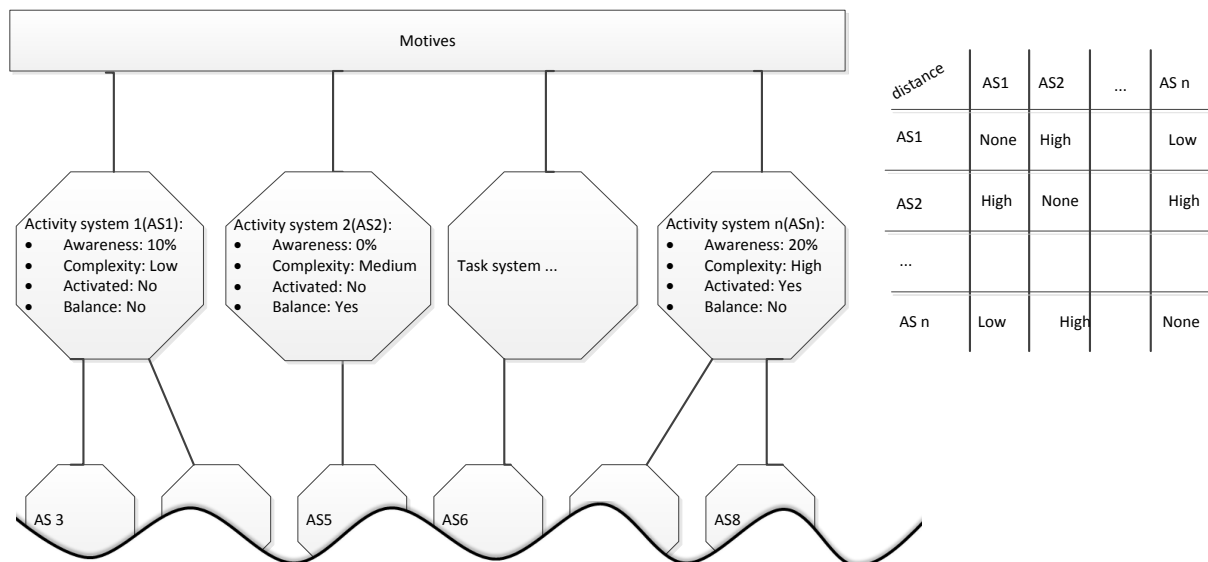 Motives
Activity system 1(AS1):
• Awareness: 10%
• Complexity: Low
• Activated: No
• Balance: No
Activity system 2(AS2):
• Awareness: 0%
• Complexity: Medium
• Activated: No
• Balance: Yes
Task system ...
Activity system n(ASn):
• Awareness: 20%
• Complexity: High
• Activated: Yes
• Balance: No
AS 3
AS5
AS6
AS8
distance AS1 AS2 ... AS n
AS1 None High Low
AS2 High None High
...
AS n Low High None